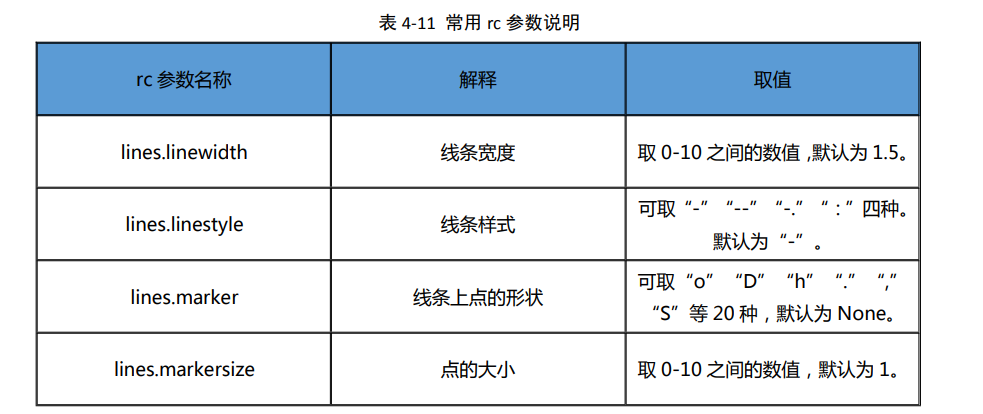 表 4-11 常用 rc 参数说明
rc 参数名称
解释
取值
lines.linewidth
线条宽度
取 0-10 之间的数值,默认为 1.5。
lines.linestyle
线条样式
可取“-”“--”“-.”“:”四种。
默认为“-”。
lines.marker
线条上点的形状
可取“o”“D”“h”“.”“,”
“S”等 20 种，默认为 None。
lines.markersize
点的大小
取 0-10 之间的数值，默认为 1。